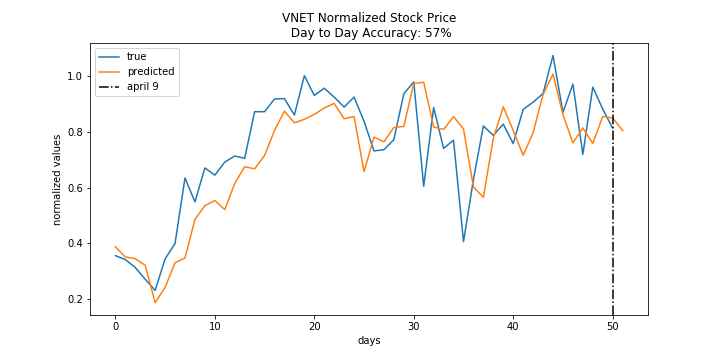 VNET Normalized Stock Price
Day to Day Accuracy: 57%
true
predicted
april 9
normalized values
1.0
0.8
0.6
0.4
0.2
0 10 20 30 40 50
days